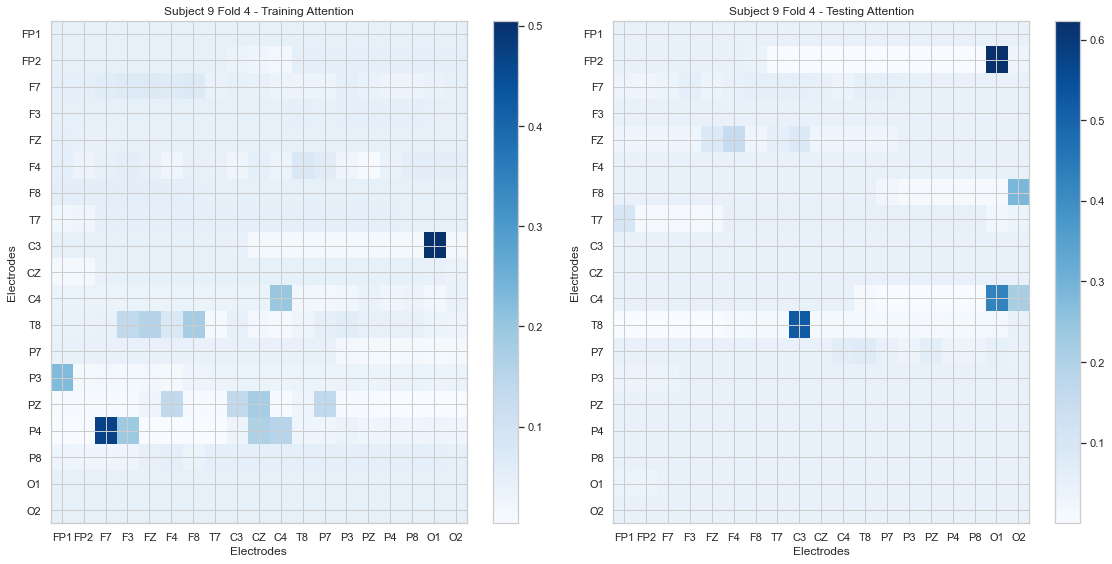 Subject 9 Fold 4 - Training Attention
FP1
FP2
F7
F3
FZ
F4
F8
T7
C3
CZ
C4
T8
P7
P3
PZ
P4
P8
O1
O2
Electrodes
FP1 FP2 F7 F3 FZ F4 F8 T7 C3 CZ C4 T8 P7 P3 PZ P4 P8 O1 O2
Electrodes
0.5
0.4
0.3
0.2
0.1
Subject 9 Fold 4 - Testing Attention
FP1
FP2
F7
F3
FZ
F4
F8
T7
C3
CZ
C4
T8
P7
P3
PZ
P4
P8
O1
O2
Electrodes
FP1 FP2 F7 F3 FZ F4 F8 T7 C3 CZ C4 T8 P7 P3 PZ P4 P8 O1 O2
Electrodes
0.6
0.5
0.4
0.3
0.2
0.1